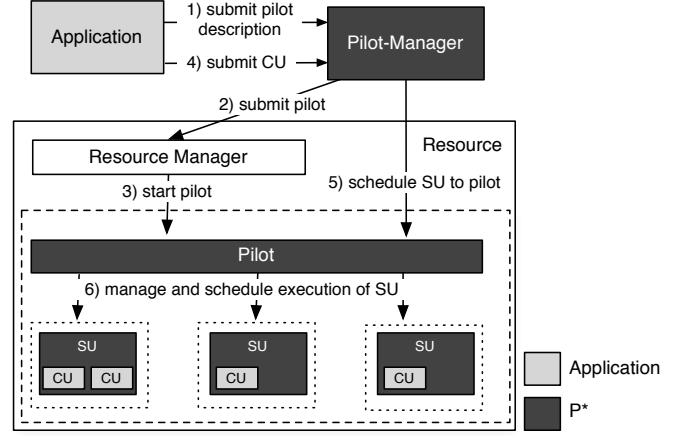 1) submit pilot
description
Application
Pilot-Manager
4) submit CU
2) submit pilot
Resource
Resource Manager
3) start pilot
5) schedule SU to pilot
Pilot
6) manage and schedule execution of SU
SU
SU
SU
CU
CU
CU
CU
Application
P*